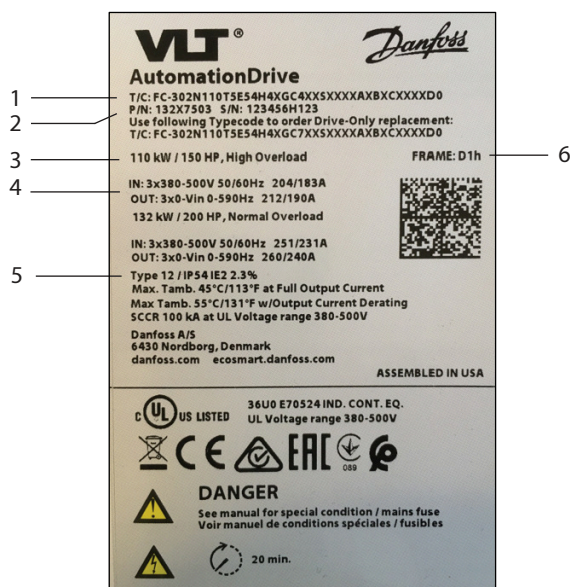 VLT®
Danfoss
AutomationDrive
1
T/C: FC-302N110T5E54H4XGC4XXSXXXXAXBXCXXXXD0
2
P/N: 132X7503 S/N: 123456H123
Use following Typecode to order Drive-Only replacement:
T/C: FC-302N110T5E54H4XGC7XXSXXXXAXBXCXXXXD0
3
110 kW / 150 HP, High Overload
FRAME: D1h
6
4
IN: 3x380-500V 50/60Hz 204/183A
OUT: 3x0-Vin 0-590Hz 212/190A
132 kW / 200 HP, Normal Overload
IN: 3x380-500V 50/60Hz 251/231A
OUT: 3x0-Vin 0-590Hz 260/240A
5
Type 12 / IP54 IE2 2.3%
Max. Tamb. 45°C/113°F at Full Output Current
Max Tamb. 55°C/131°F w/Output Current Derating
SCCR 100 kA at UL Voltage range 380-500V
Danfoss A/S
6430 Nordborg, Denmark
danfoss.com ecosmart.danfoss.com
ASSEMBLED IN USA
C UL US LISTED
36U0 E70524 IND. CONT. EQ.
UL Voltage range 380-500V
CE EAC
089
DANGER
See manual for special condition / mains fuse
Voir manuel de conditions spéciales / fusibles
20 min.